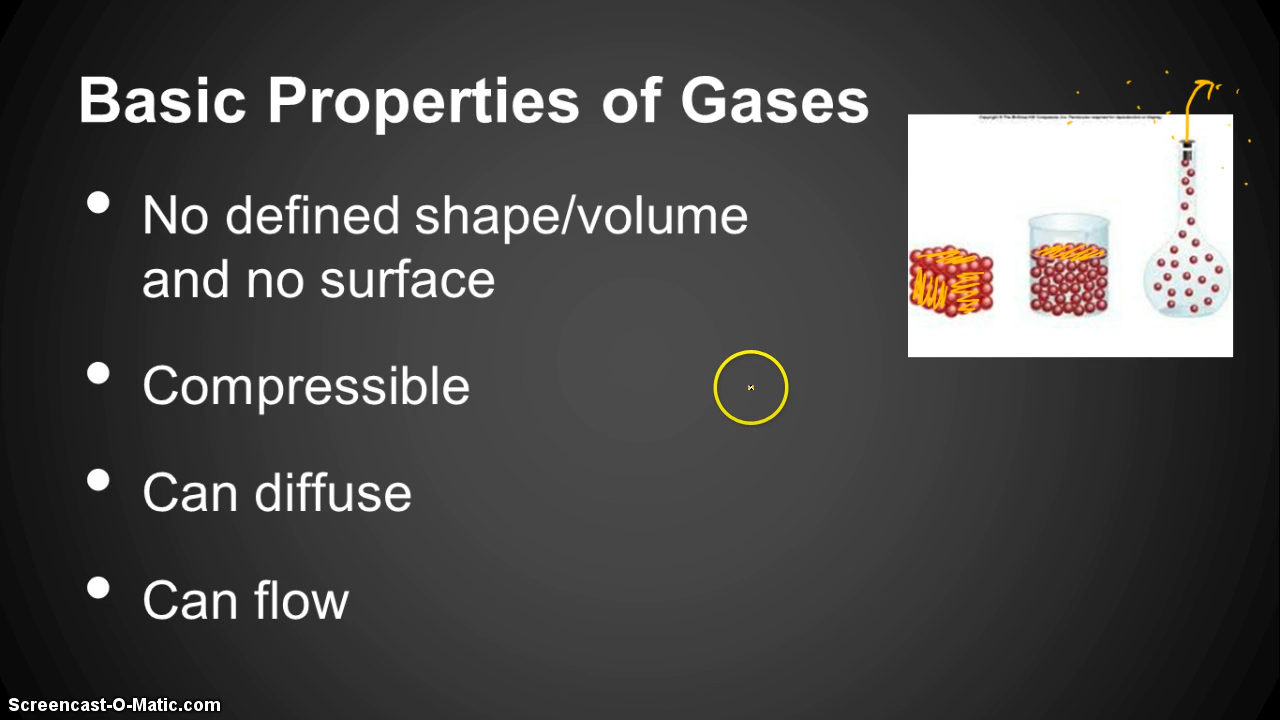 Basic Properties of Gases
• No defined shape/volume
and no surface
• Compressible
• Can diffuse
• Can flow
Screencast-O-Matic.com